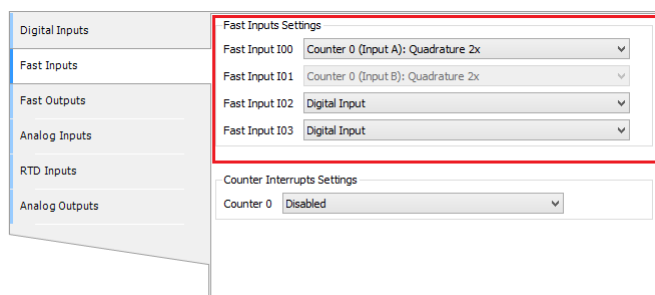 Digital Inputs
Fast Inputs
Fast Outputs
Analog Inputs
RTD Inputs
Analog Outputs
Fast Inputs Settings
Fast Input I00 Counter 0 (Input A): Quadrature 2x
Fast Input I01 Counter 0 (Input B): Quadrature 2x
Fast Input I02 Digital Input
Fast Input I03 Digital Input
Counter Interrupts Settings
Counter 0 Disabled